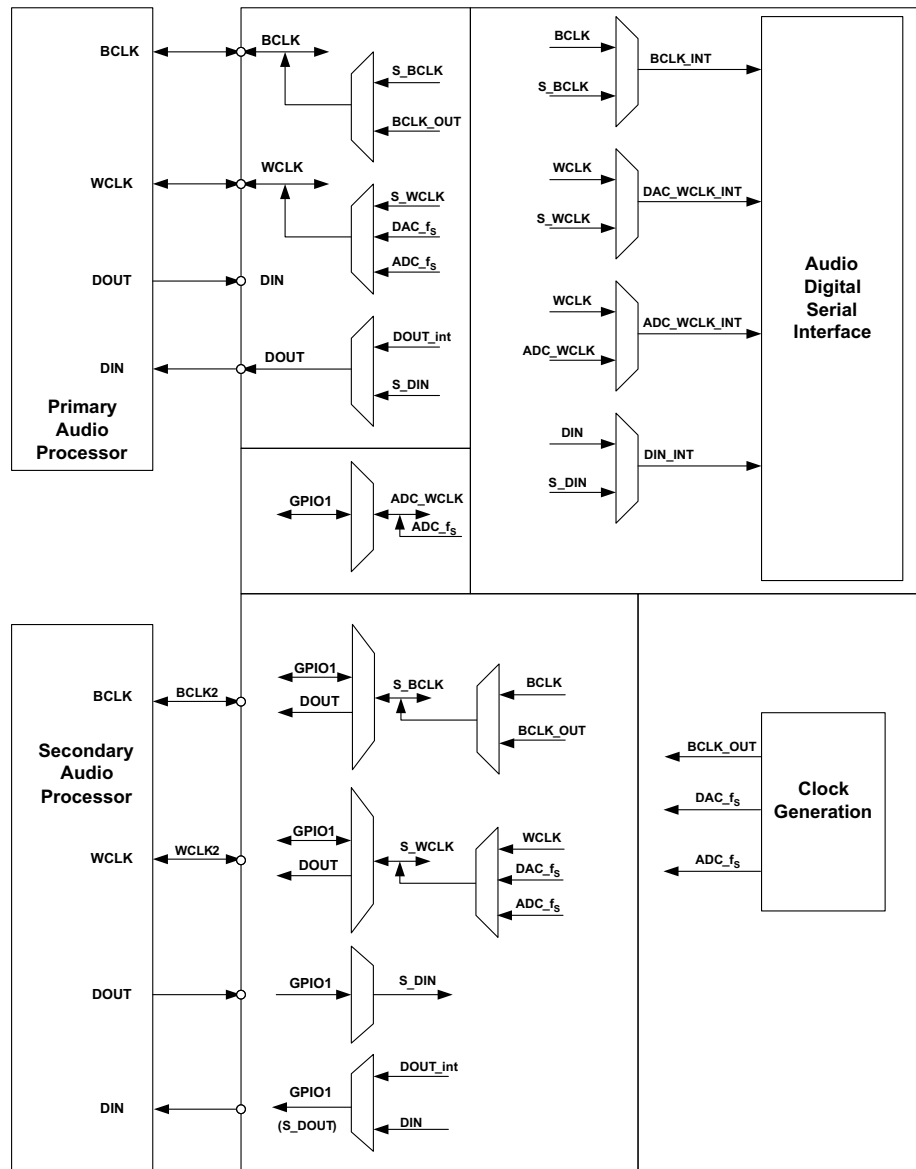 BCLK
WCLK
DOUT
DIN
Primary
Audio
Processor
BCLK
S_BCLK
BCLK_OUT
WCLK
S_WCLK
DAC_fS
ADC_fS
DIN
DOUT
DOUT_int
S_DIN
BCLK
S_BCLK
BCLK_INT
WCLK
S_WCLK
DAC_WCLK_INT
WCLK
ADC_WCLK
ADC_WCLK_INT
DIN
S_DIN
DIN_INT
Audio
Digital
Serial
Interface
GPIO1
ADC_WCLK
ADC_fS
BCLK
BCLK2
Secondary
Audio
Processor
WCLK
WCLK2
DOUT
DIN
GPIO1
DOUT
S_BCLK
BCLK
BCLK_OUT
GPIO1
DOUT
S_WCLK
WCLK
DAC_fS
ADC_fS
GPIO1
S_DIN
GPIO1
(S_DOUT)
DOUT_int
DIN
BCLK_OUT
DAC_fS
ADC_fS
Clock
Generation